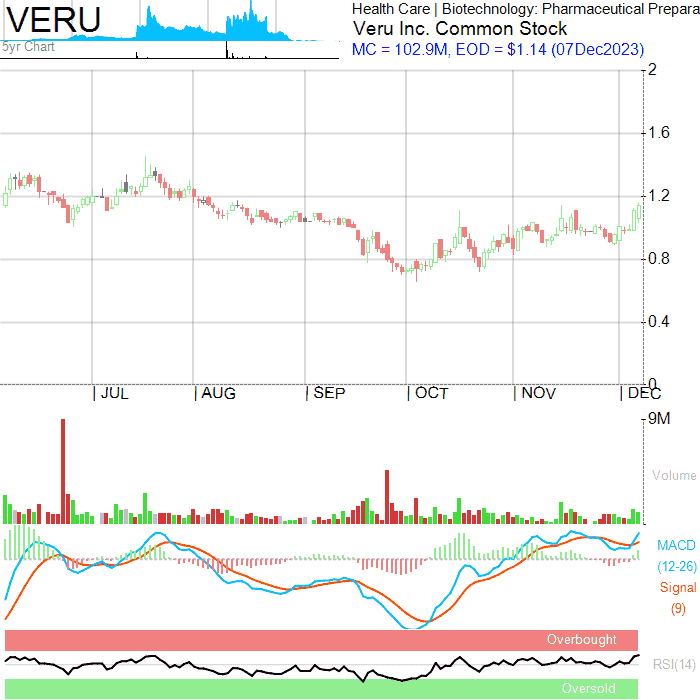 VERU
5yr Chart
Health Care | Biotechnology: Pharmaceutical Prepara
Veru Inc. Common Stock
MC = 102.9M, EOD = $1.14 (07Dec2023)
2
1.6
1.2
0.8
0.4
0
| JUL | AUG | SEP | OCT | NOV | DEC
9M
Volume
MACD
(12-26)
Signal
(9)
Overbought
RSI(14)
Oversold